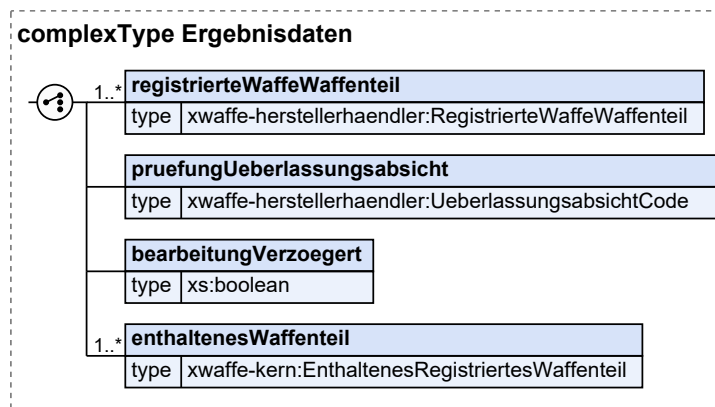 complexType Ergebnisdaten
1..* registrierteWaffeWaffenteil
type xwaffe-herstellerhaendler:RegistrierteWaffeWaffenteil
pruefungUeberlassungsabsicht
type xwaffe-herstellerhaendler:UeberlassungsabsichtCode
bearbeitungVerzoegert
type xs:boolean
1..* enthaltenesWaffenteil
type xwaffe-kern:EnthaltenesRegistriertesWaffenteil